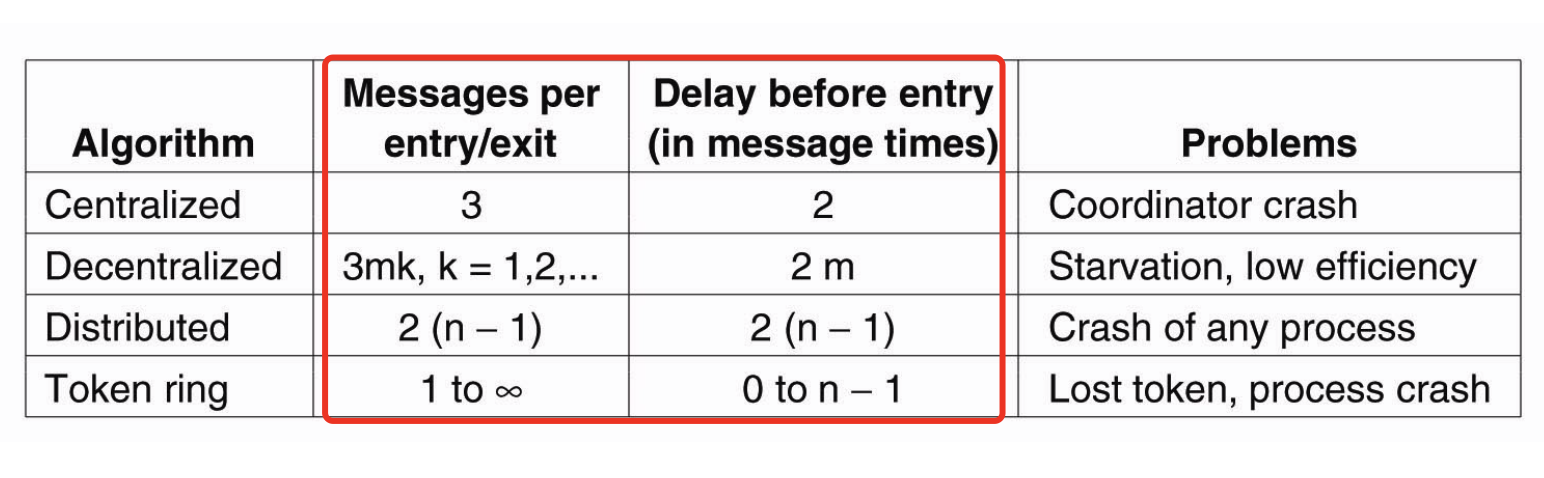 Algorithm Messages per entry/exit Delay before entry (in message times) Problems
Centralized 3 2 Coordinator crash
Decentralized 3mk, k = 1,2,... 2 m Starvation, low efficiency
Distributed 2 (n – 1) 2 (n – 1) Crash of any process
Token ring 1 to ∞ 0 to n – 1 Lost token, process crash